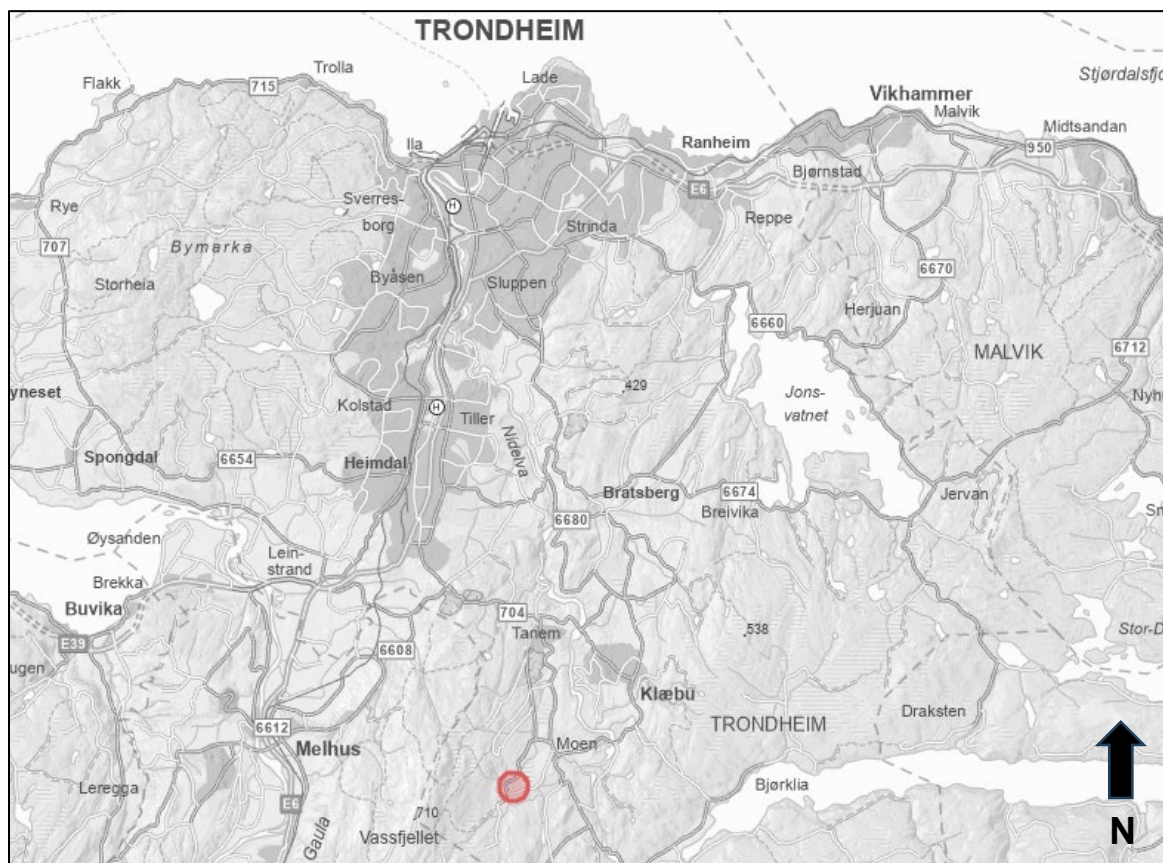 TRONDHEIM
Trolla
Lade
Flakk
715
Stjørdalsfjo
Vikhammer
Malvik
Midtsandan
Ila
Ranheim
950
H
Bjørnstad
E6
Rye
Sverres-
borg
Strinda
Reppe
707
Bymarka
Storheia
Byåsen
Sluppen
6670
Herjuan
6660
MALVIK
6712
429
Jons-
vatnet
yneset
Kolstad
H
Tiller
Nyhu
Nidelva
Spongdal
6654
Heimdal
Bratsberg
6674
Jervan
Breivika
Sm
6680
Øysanden
Lein-
strand
Brekka
Buvika
704
Tanem
538
Stor-D
E39
6608
ugen
Klæbu
TRONDHEIM
Draksten
6612
Melhus
Moen
Leregga
Bjørklia
E6
710
Vassfjellet
Gaula
N